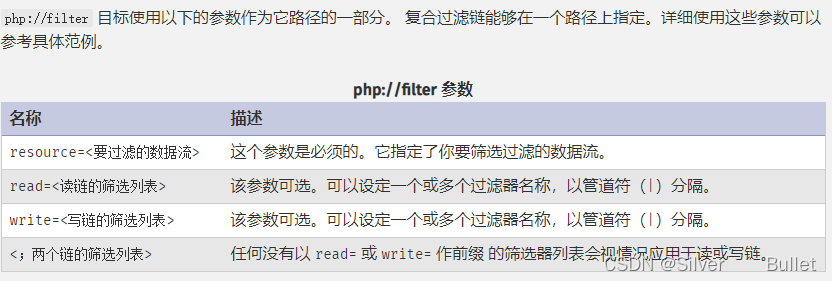 php://filter 目标使用以下的参数作为它路径的一部分。 复合过滤链能够在一个路径上指定。详细使用这些参数可以
参考具体范例。
php://filter 参数
名称 描述
resource=<要过滤的数据流> 这个参数是必须的。它指定了你要筛选过滤的数据流。
read=<读链的筛选列表> 该参数可选。可以设定一个或多个过滤器名称，以管道符（|）分隔。
write=<写链的筛选列表> 该参数可选。可以设定一个或多个过滤器名称，以管道符（|）分隔。
<；两个链的筛选列表> 任何没有以 read= 或 write= 作前缀 的筛选器列表会视情况应用于读或写链。
CSDN @Silver Bullet